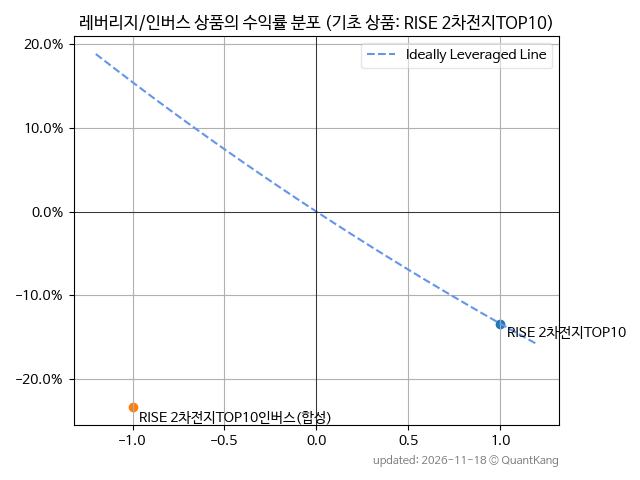 레버리지/인버스 상품의 수익률 분포 (기초 상품: RISE 2차전지TOP10)
Ideally Leveraged Line
20.0%
10.0%
0.0%
−10.0%
−20.0%
RISE 2차전지TOP10
RISE 2차전지TOP10인버스(합성)
−1.0
−0.5
0.0
0.5
1.0
updated: 2026-11-18 © QuantKang